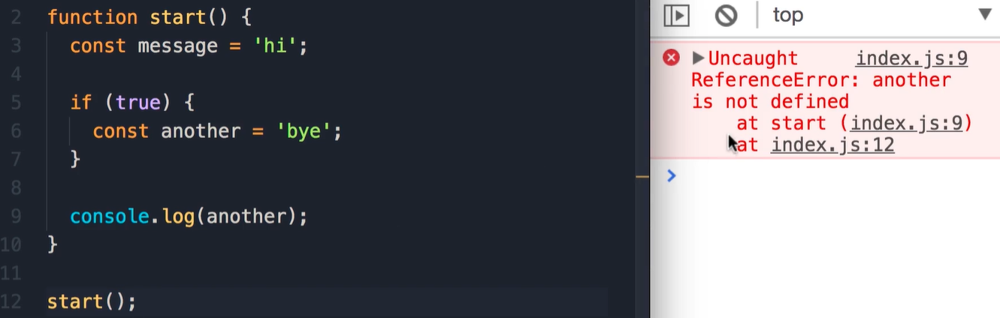 2 function start() {
3   const message = 'hi';
4
5   if (true) {
6     const another = 'bye';
7   }
8
9   console.log(another);
10 }
11
12 start();
top
Uncaught index.js:9
ReferenceError: another
is not defined
    at start (index.js:9)
    at index.js:12